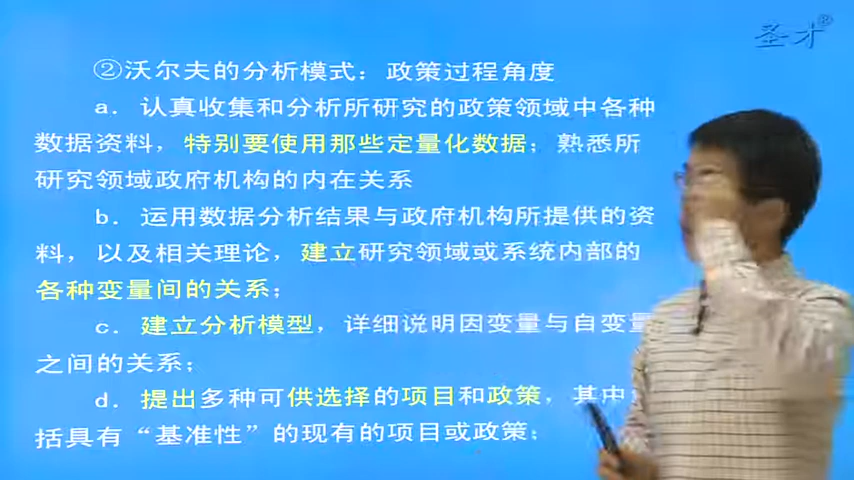 圣才®
②沃尔夫的分析模式：政策过程角度
a．认真收集和分析所研究的政策领域中各种
数据资料，特别要使用那些定量化数据；熟悉所
研究领域政府机构的内在关系
b．运用数据分析结果与政府机构所提供的资
料，以及相关理论，建立研究领域或系统内部的
各种变量间的关系；
c．建立分析模型，详细说明因变量与自变量
之间的关系；
d．提出多种可供选择的项目和政策，其中
括具有“基准性”的现有的项目或政策；